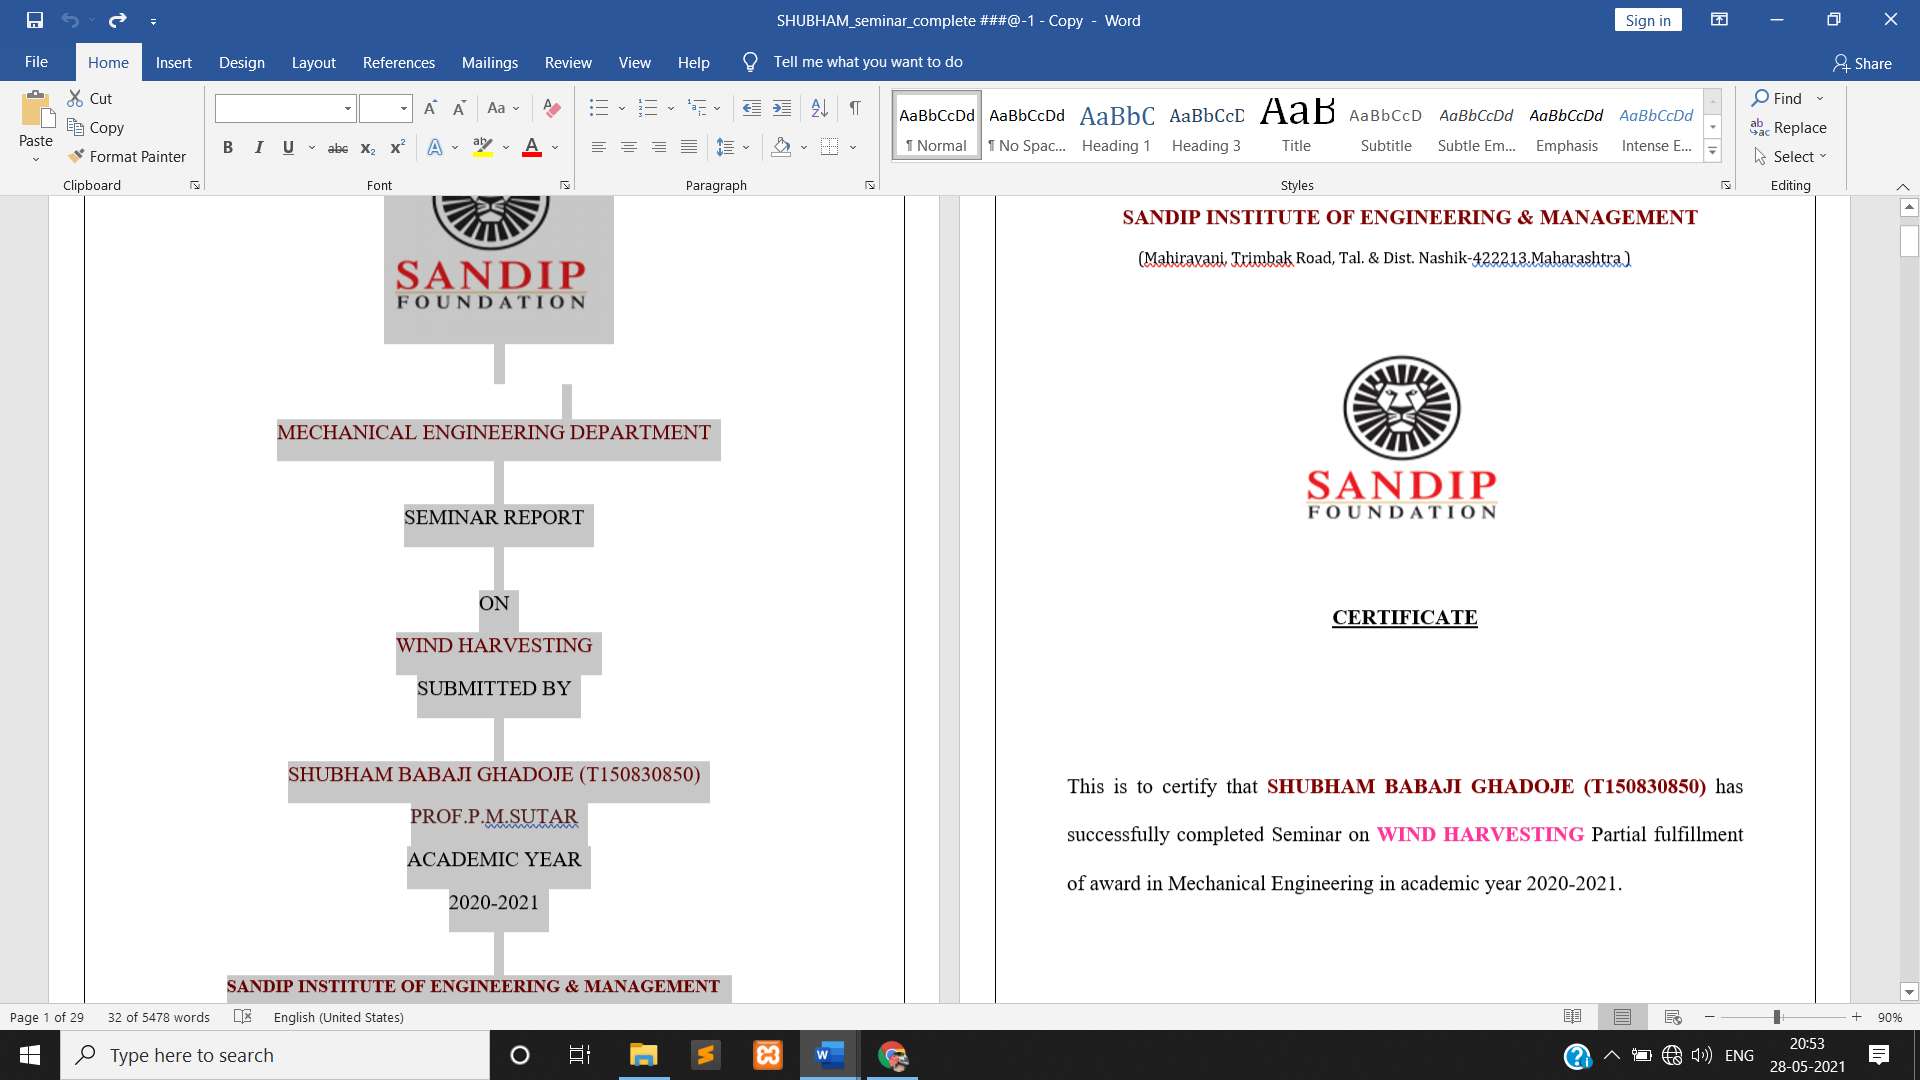 SHUBHAM_seminar_complete ###@-1 - Copy - Word
Sign in
File Home Insert Design Layout References Mailings Review View Help Tell me what you want to do
Share
Paste
Cut
Copy
Format Painter
Clipboard
Aa
B I U abc x₂ x² A ab A
Font
Paragraph
AaBbCcDd AaBbCcDd AaBbC AaBbCcD AaB AaBbCcD AaBbCcDd AaBbCcDd AaBbCcDd
¶ Normal ¶ No Spac... Heading 1 Heading 3 Title Subtitle Subtle Em... Emphasis Intense E...
Styles
Find
Replace
Select
Editing
SANDIP
FOUNDATION
MECHANICAL ENGINEERING DEPARTMENT
SEMINAR REPORT
ON
WIND HARVESTING
SUBMITTED BY
SHUBHAM BABAJI GHADOJE (T150830850)
PROF.P.M.SUTAR
ACADEMIC YEAR
2020-2021
SANDIP INSTITUTE OF ENGINEERING & MANAGEMENT
SANDIP INSTITUTE OF ENGINEERING & MANAGEMENT
(Mahiravani, Trimbak Road, Tal. & Dist. Nashik-422213.Maharashtra )
SANDIP
FOUNDATION
CERTIFICATE
This is to certify that SHUBHAM BABAJI GHADOJE (T150830850) has
successfully completed Seminar on WIND HARVESTING Partial fulfillment
of award in Mechanical Engineering in academic year 2020-2021.
Page 1 of 29 32 of 5478 words English (United States)
90%
Type here to search
ENG
20:53
28-05-2021